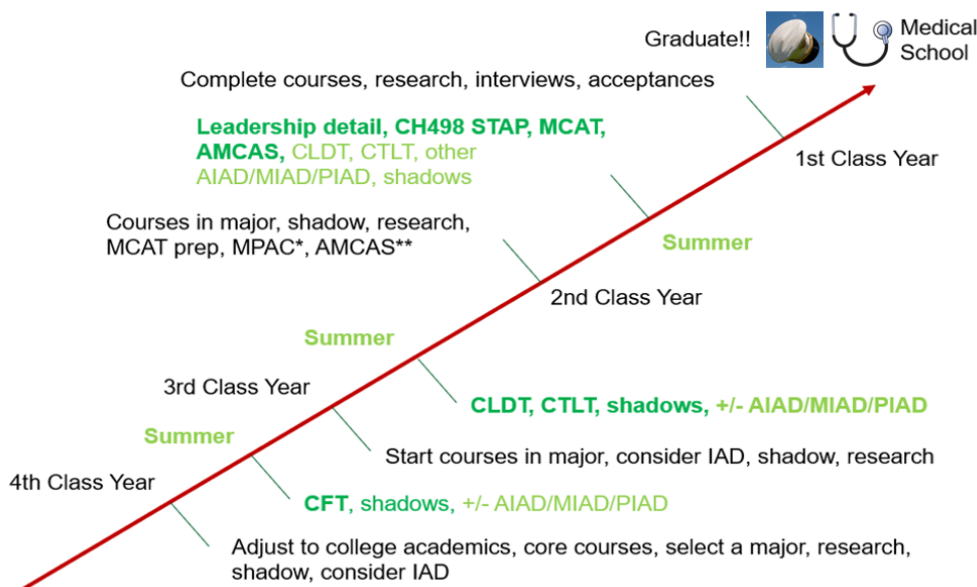 Graduate!!
Medical
School
Complete courses, research, interviews, acceptances
1st Class Year
Leadership detail, CH498 STAP, MCAT,
AMCAS, CLDT, CTLT, other
AIAD/MIAD/PIAD, shadows
Summer
Courses in major, shadow, research,
MCAT prep, MPAC*, AMCAS**
2nd Class Year
Summer
CLDT, CTLT, shadows, +/- AIAD/MIAD/PIAD
3rd Class Year
Start courses in major, consider IAD, shadow, research
Summer
CFT, shadows, +/- AIAD/MIAD/PIAD
4th Class Year
Adjust to college academics, core courses, select a major, research,
shadow, consider IAD